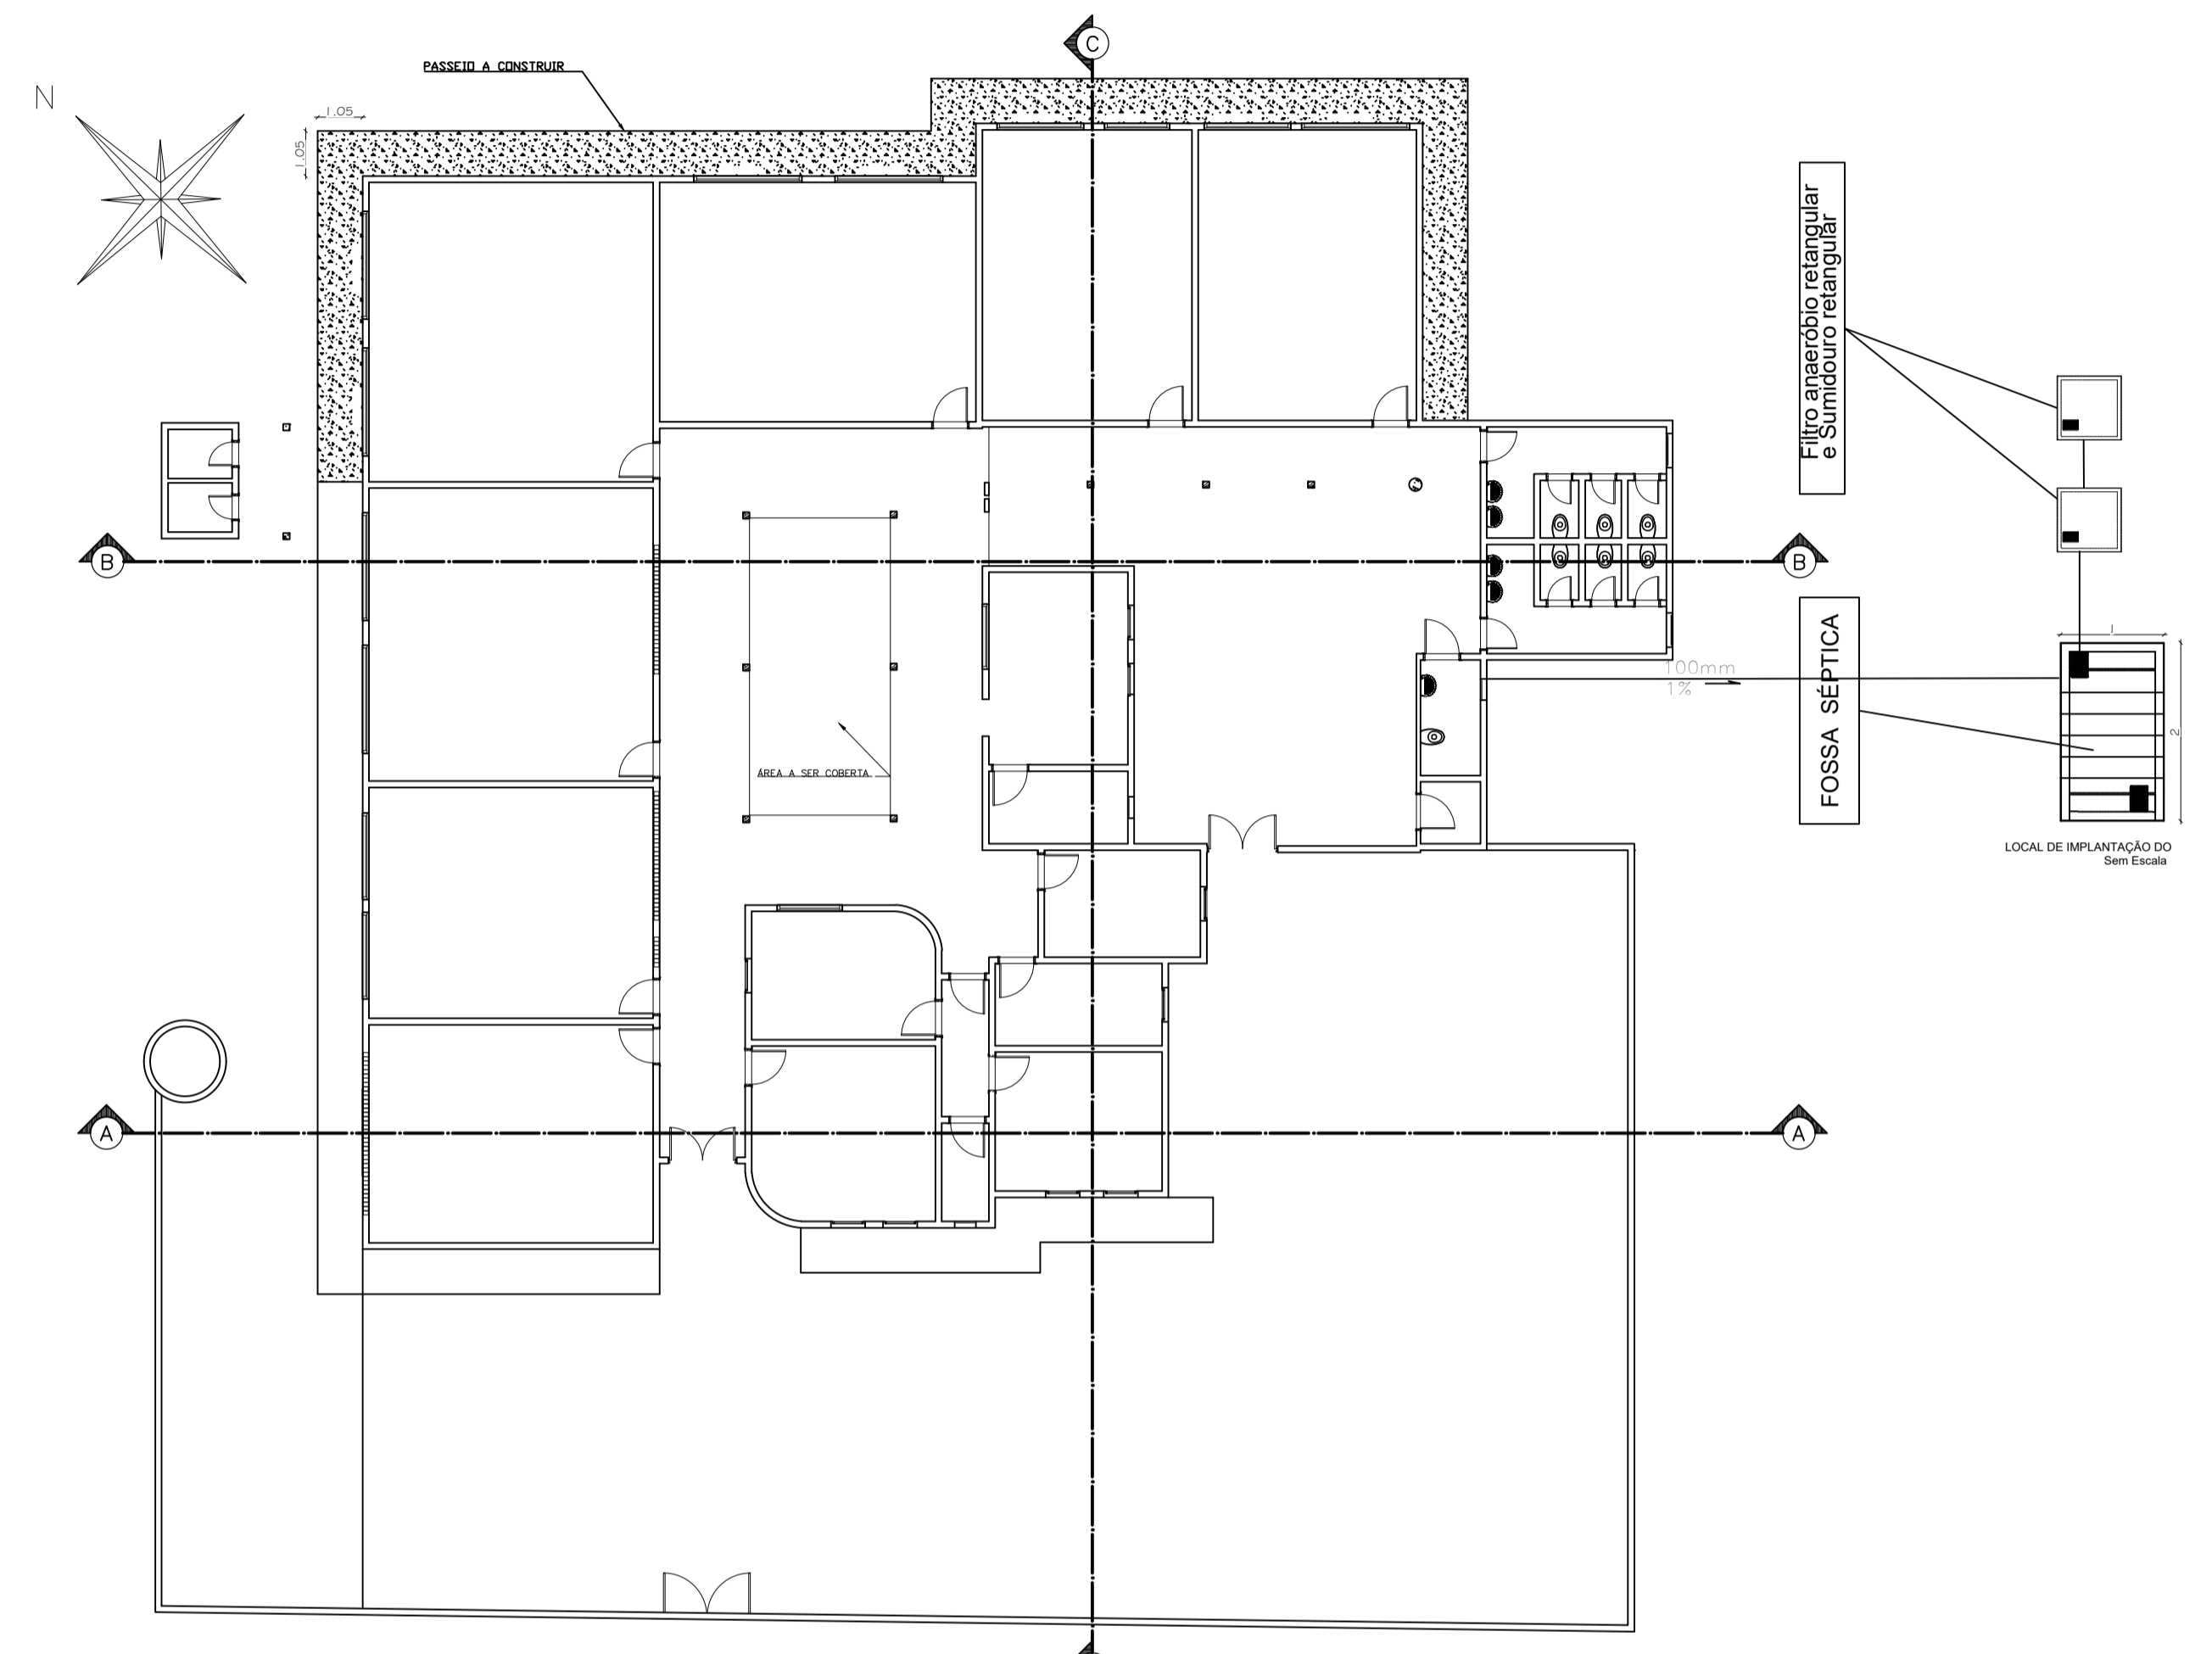 C
PASSEIO A CONSTRUIR
N
1.05
1.05
Filtro anaeróbio retangular
e Sumidouro retangular
B
B
FOSSA SÉPTICA
1
2
100mm
1%
ÁREA A SER COBERTA
LOCAL DE IMPLANTAÇÃO DO
Sem Escala
A
A